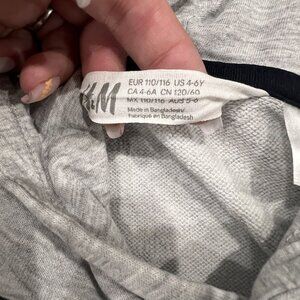 H&M
EUR 110/116 US 4-6Y
CA 4-6A CN 120/60
MX 110/116 AUS 5-6
Made in Bangladesh/
Fabriqué en Bangladesh